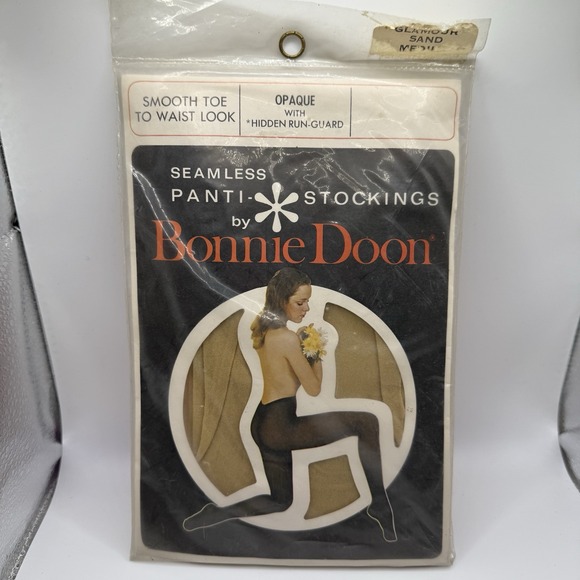 GLAMOUR
SAND
SMOOTH TOE
TO WAIST LOOK
OPAQUE
WITH
*HIDDEN RUN-GUARD
SEAMLESS
PANTI- STOCKINGS
by
Bonnie Doon®